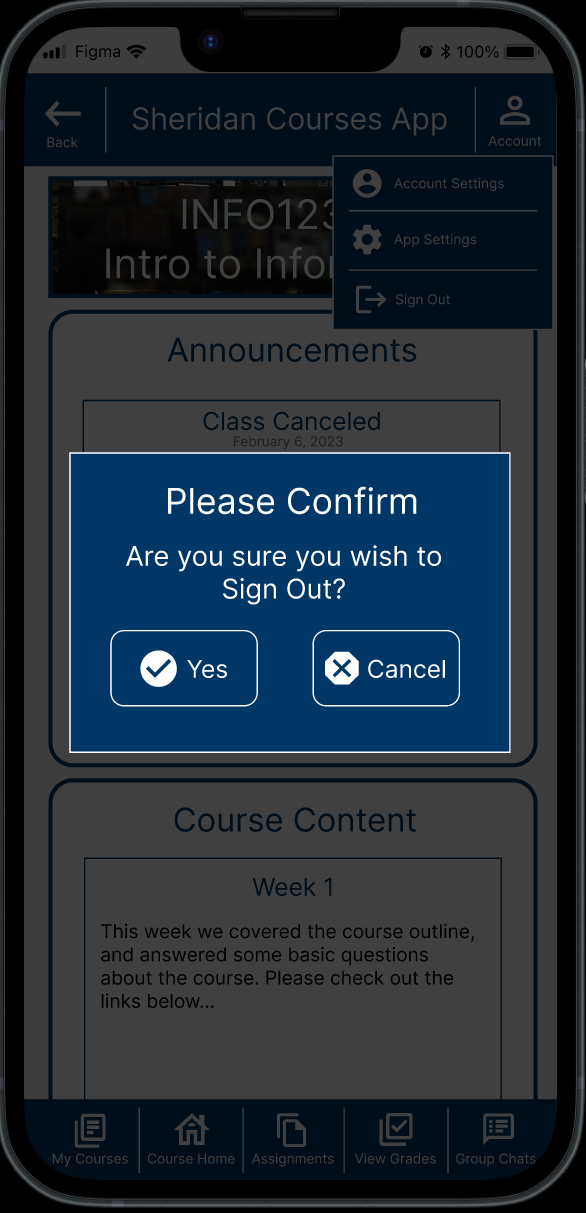 Figma
100%
Back
Sheridan Courses App
Account
Account Settings
App Settings
Sign Out
INFO123
Intro to Infor
Announcements
Class Canceled
February 6, 2023
Please Confirm
Are you sure you wish to
Sign Out?
Yes
Cancel
Course Content
Week 1
This week we covered the course outline,
and answered some basic questions
about the course. Please check out the
links below...
My Courses
Course Home
Assignments
View Grades
Group Chats